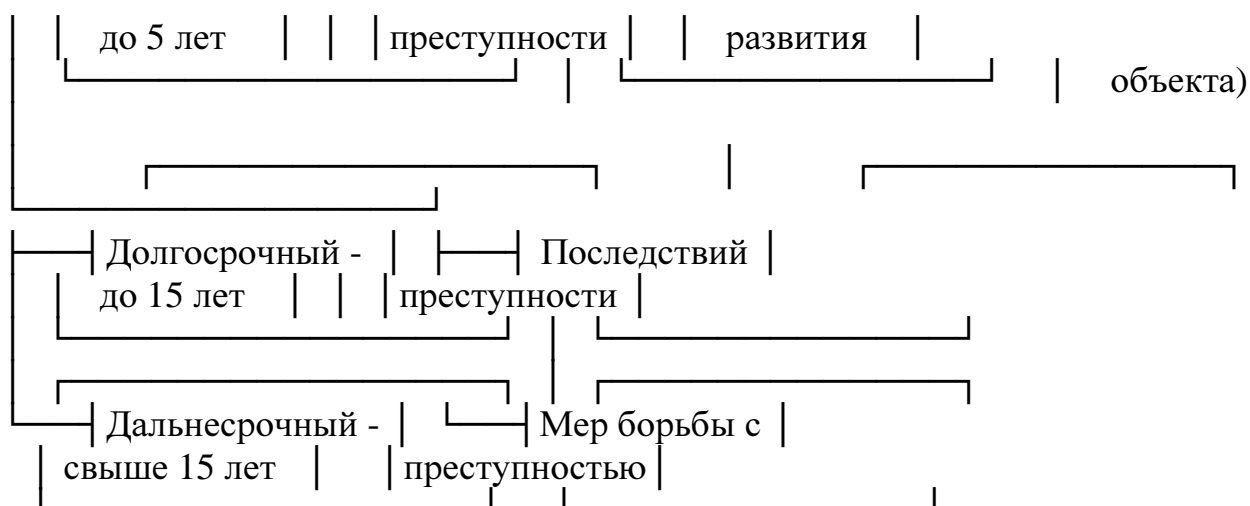 до 5 лет преступности развития
объекта)
Долгосрочный - Последствий
до 15 лет преступности
Дальнесрочный - Мер борьбы с
свыше 15 лет преступностью